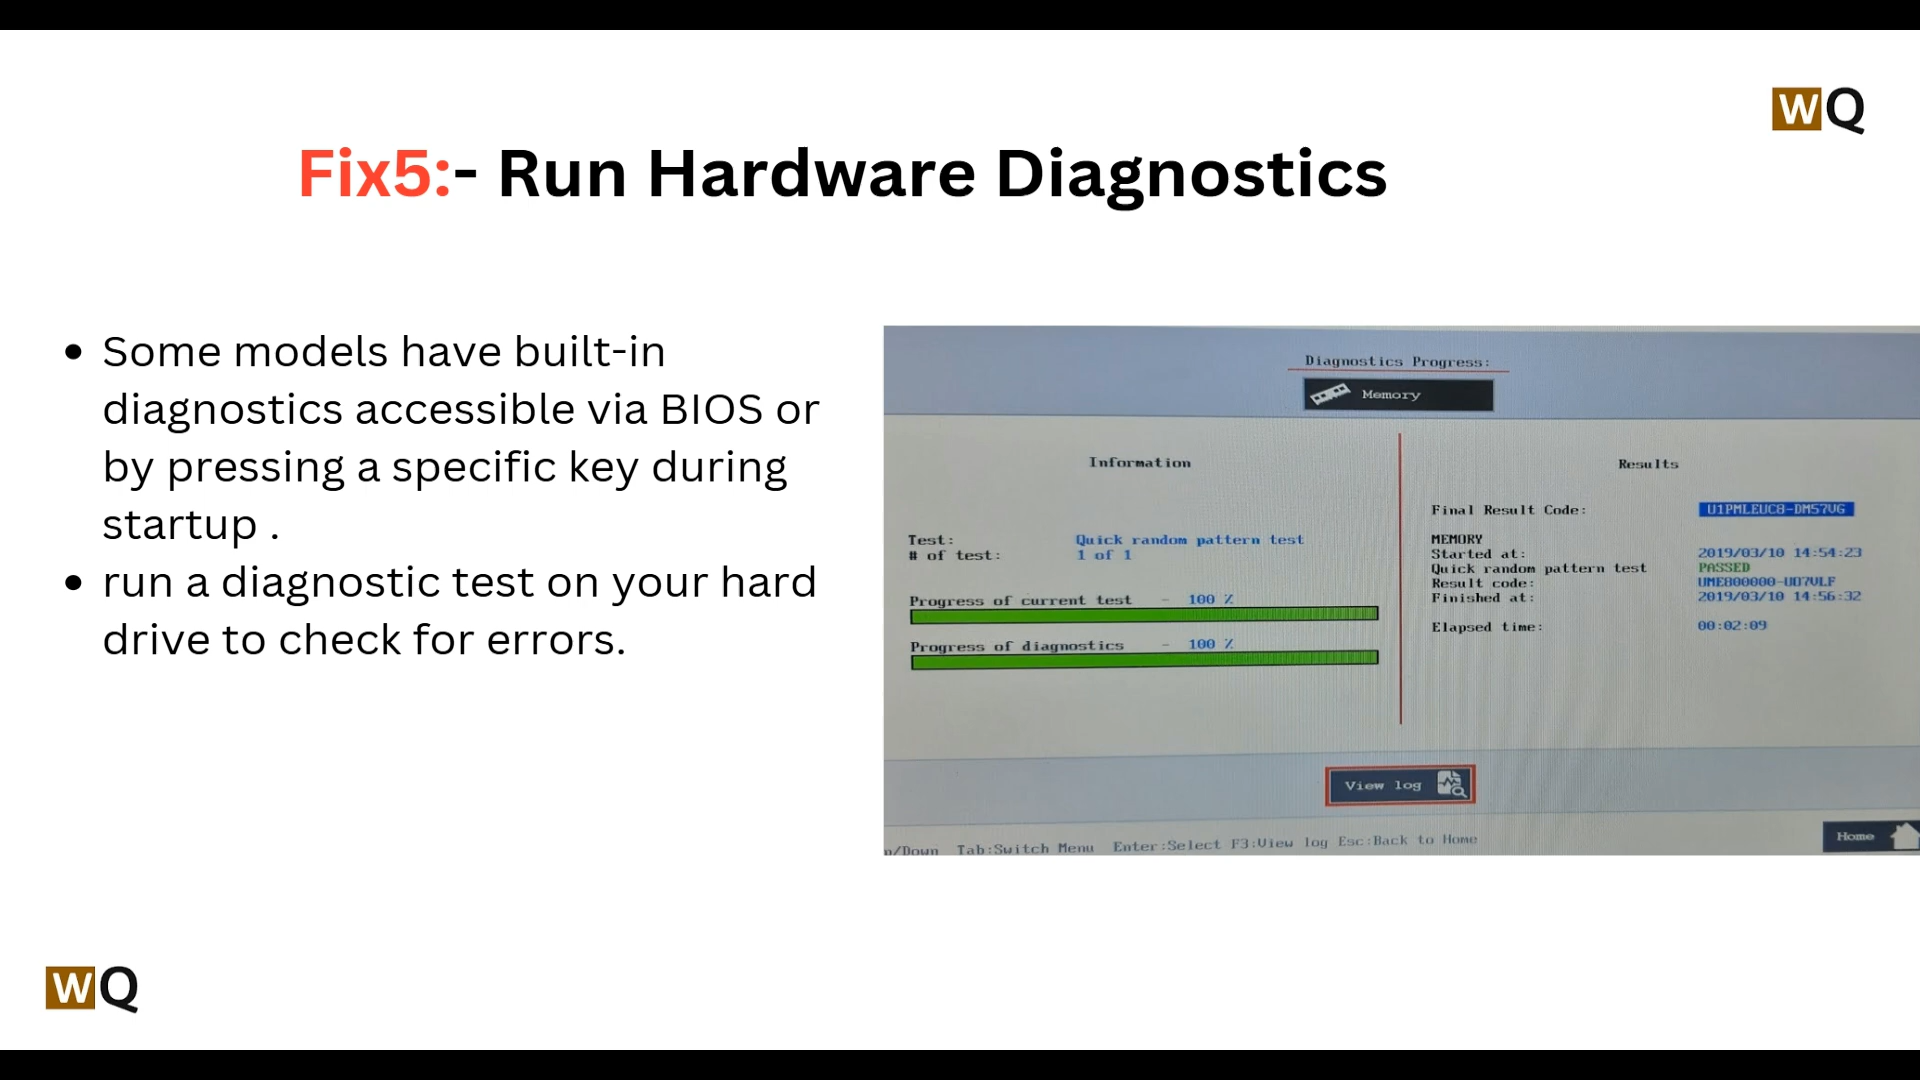 WQ
Fix5:- Run Hardware Diagnostics
• Some models have built-in
diagnostics accessible via BIOS or
by pressing a specific key during
startup .
• run a diagnostic test on your hard
drive to check for errors.
Diagnostics Progress:
Memory
Information
Test: Quick random pattern test
# of test: 1 of 1
Progress of current test - 100 %
Progress of diagnostics - 100 %
Results
Final Result Code: U1PMLEUC8-DM57VG
MEMORY
Started at: 2019/03/10 14:54:23
Quick random pattern test PASSED
Result code: UME800000-UO7VLF
Finished at: 2019/03/10 14:56:32
Elapsed time: 00:02:09
View log
n/Down Tab:Switch Menu Enter:Select F3:View log Esc:Back to Home
Home
WQ